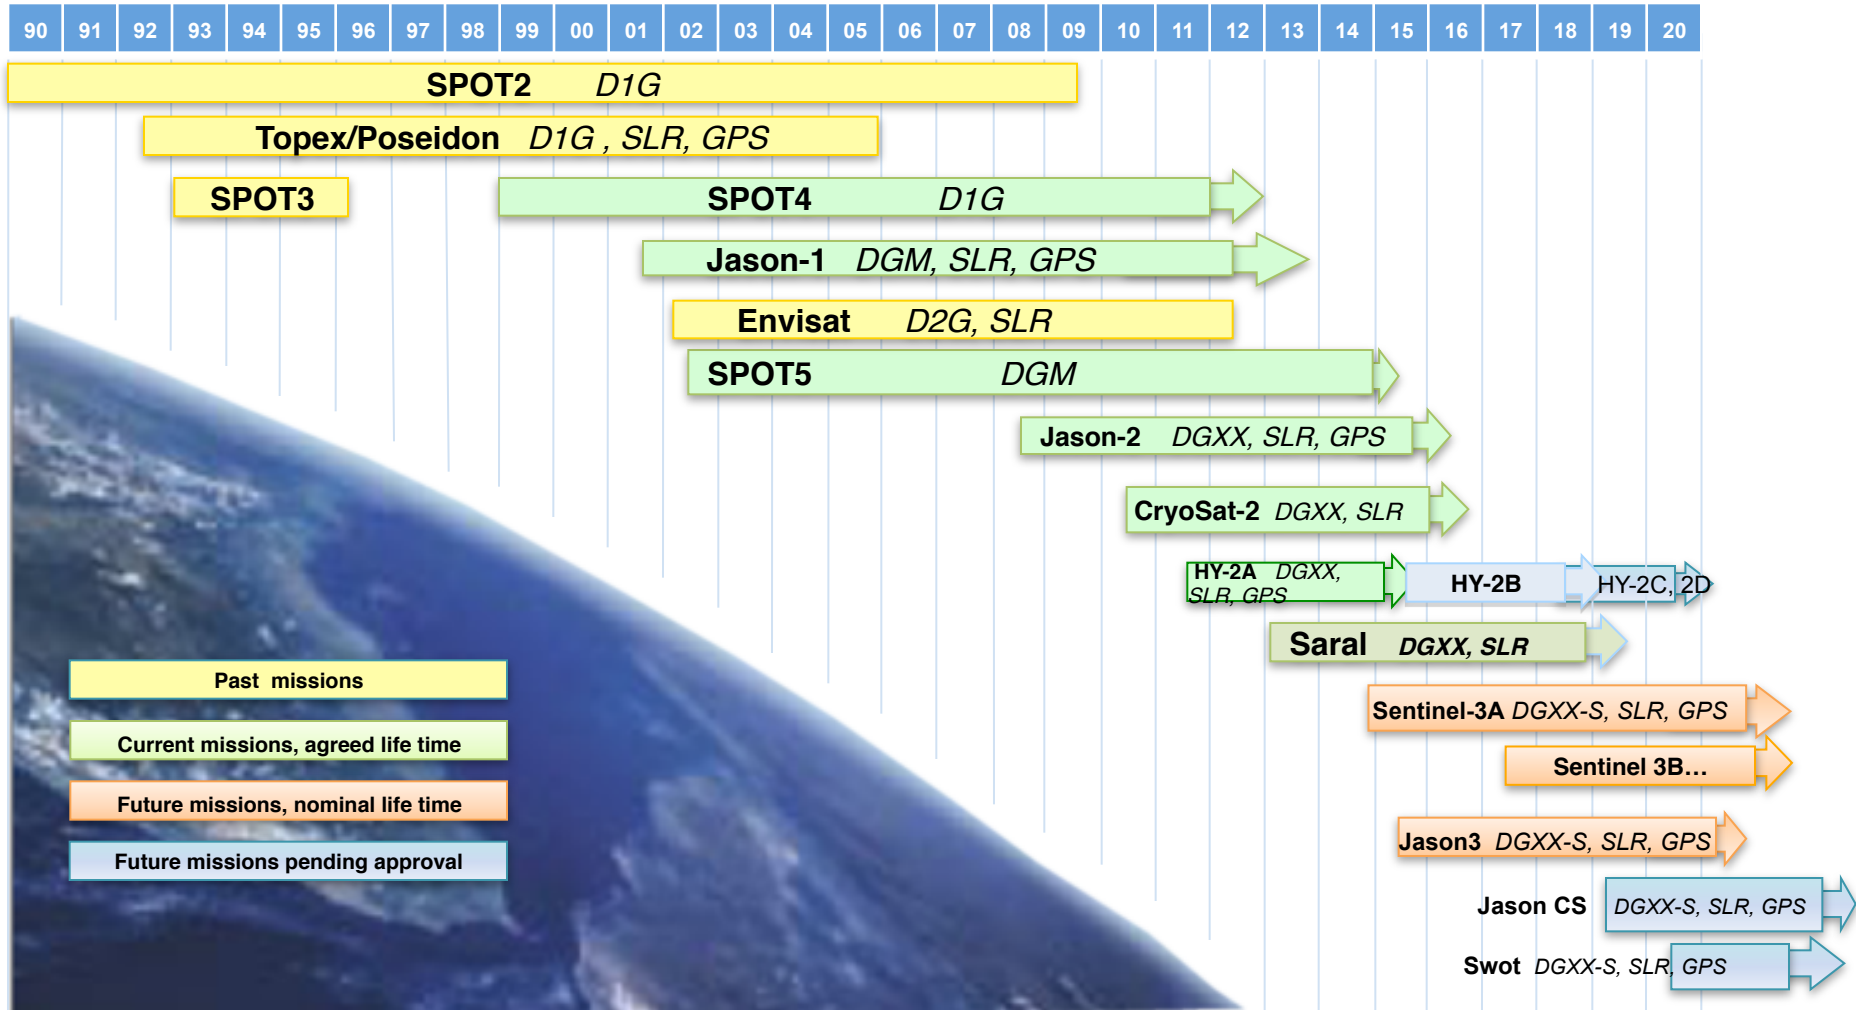 90 91 92 93 94 95 96 97 98 99 00 01 02 03 04 05 06 07 08 09 10 11 12 13 14 15 16 17 18 19 20
SPOT2 D1G
Topex/Poseidon D1G , SLR, GPS
SPOT3
SPOT4 D1G
Jason-1 DGM, SLR, GPS
Envisat D2G, SLR
SPOT5 DGM
Jason-2 DGXX, SLR, GPS
CryoSat-2 DGXX, SLR
HY-2A DGXX,
SLR, GPS
HY-2B
HY-2C, 2D
Saral DGXX, SLR
Past missions
Current missions, agreed life time
Future missions, nominal life time
Future missions pending approval
Sentinel-3A DGXX-S, SLR, GPS
Sentinel 3B...
Jason3 DGXX-S, SLR, GPS
Jason CS DGXX-S, SLR, GPS
Swot DGXX-S, SLR, GPS